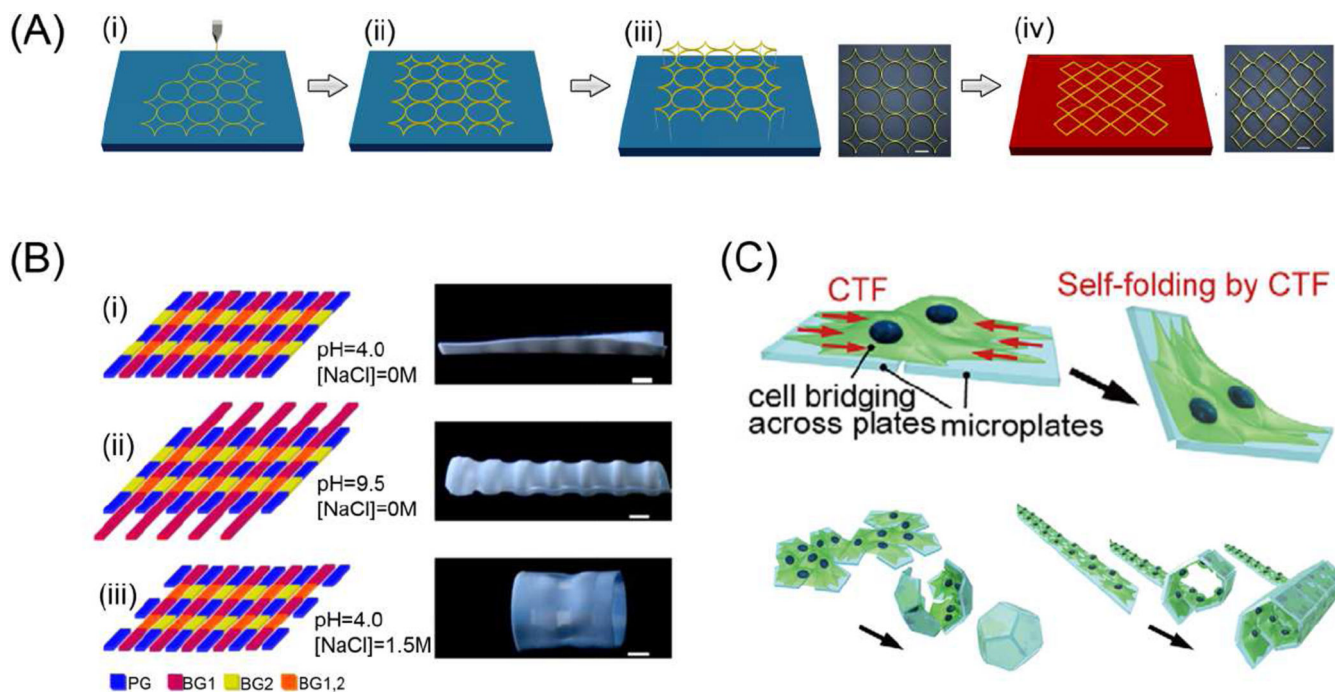 (A)
(i)
(ii)
(iii)
(iv)
(B)
(i)
pH=4.0
[NaCl]=0M
(ii)
pH=9.5
[NaCl]=0M
(iii)
pH=4.0
[NaCl]=1.5M
PG BG1 BG2 BG1,2
(C)
CTF
Self-folding by CTF
cell bridging
across plates
microplates